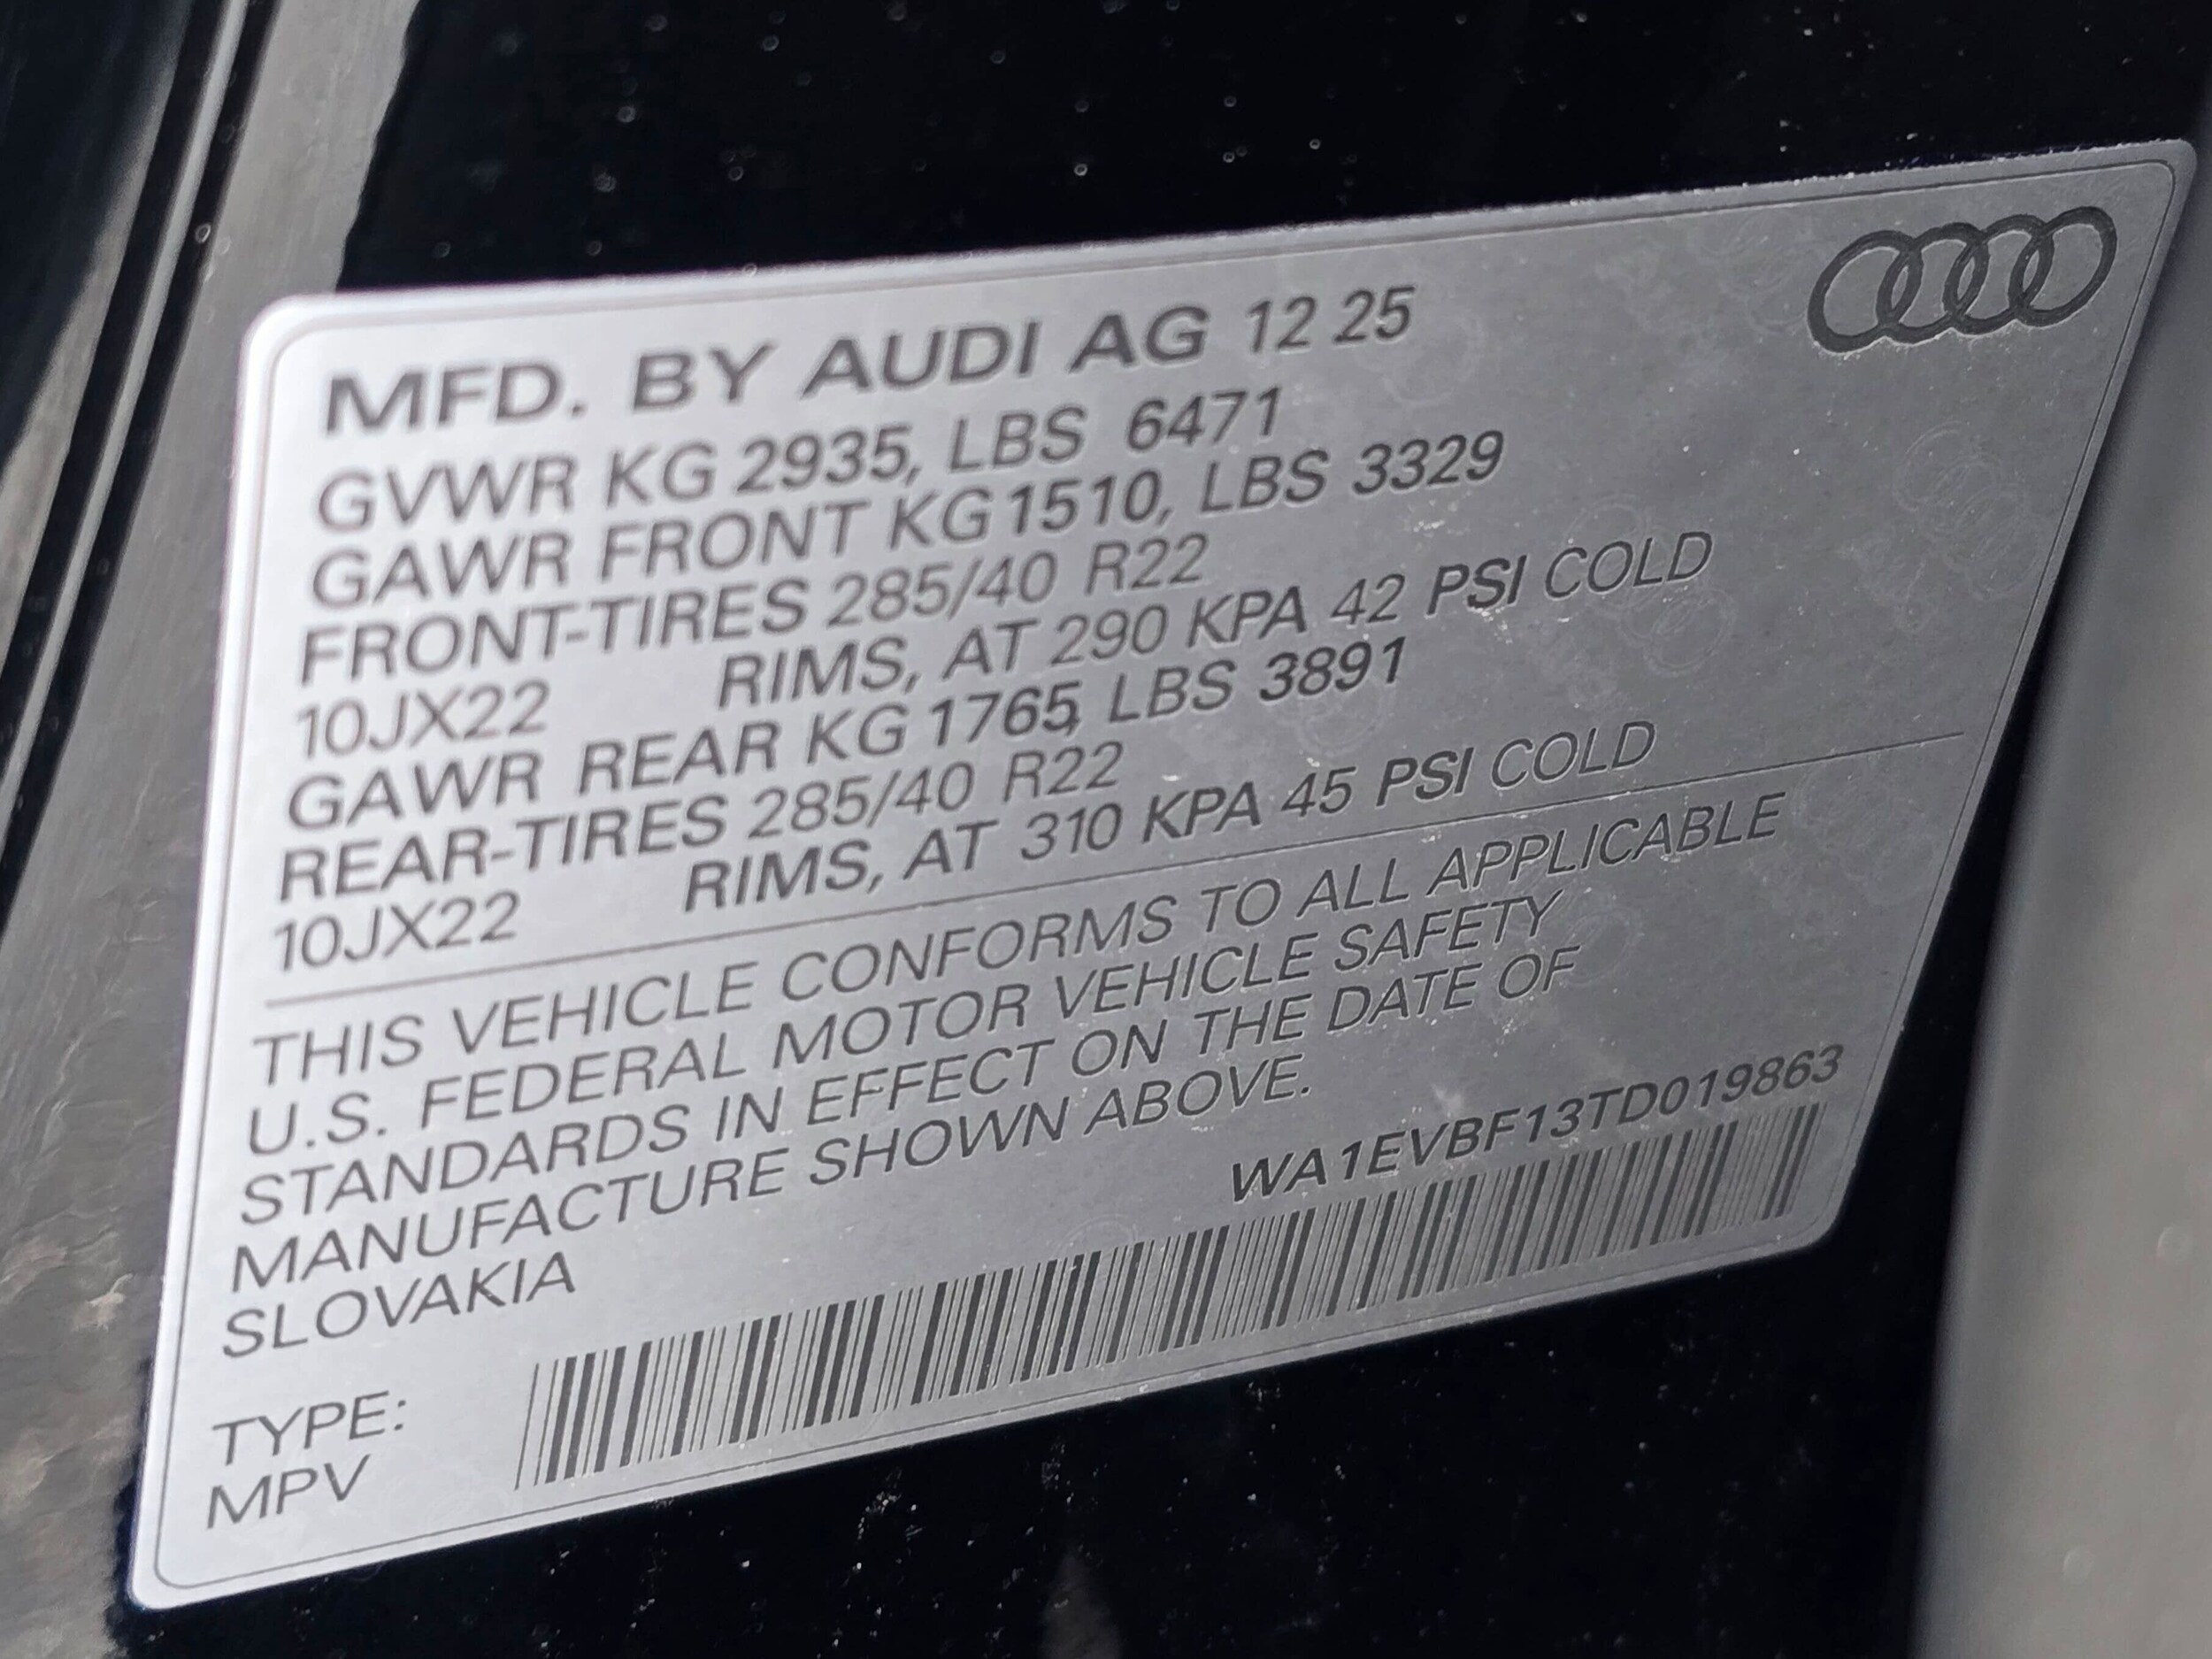 MFD. BY AUDI AG 12 25
GVWR KG 2935, LBS 6471
GAWR FRONT KG 1510, LBS 3329
FRONT-TIRES 285/40 R22
10JX22 RIMS, AT 290 KPA 42 PSI COLD
GAWR REAR KG 1765, LBS 3891
REAR-TIRES 285/40 R22
10JX22 RIMS, AT 310 KPA 45 PSI COLD
THIS VEHICLE CONFORMS TO ALL APPLICABLE
U.S. FEDERAL MOTOR VEHICLE SAFETY
STANDARDS IN EFFECT ON THE DATE OF
MANUFACTURE SHOWN ABOVE.
SLOVAKIA
WA1EVBF13TD019863
TYPE:
MPV